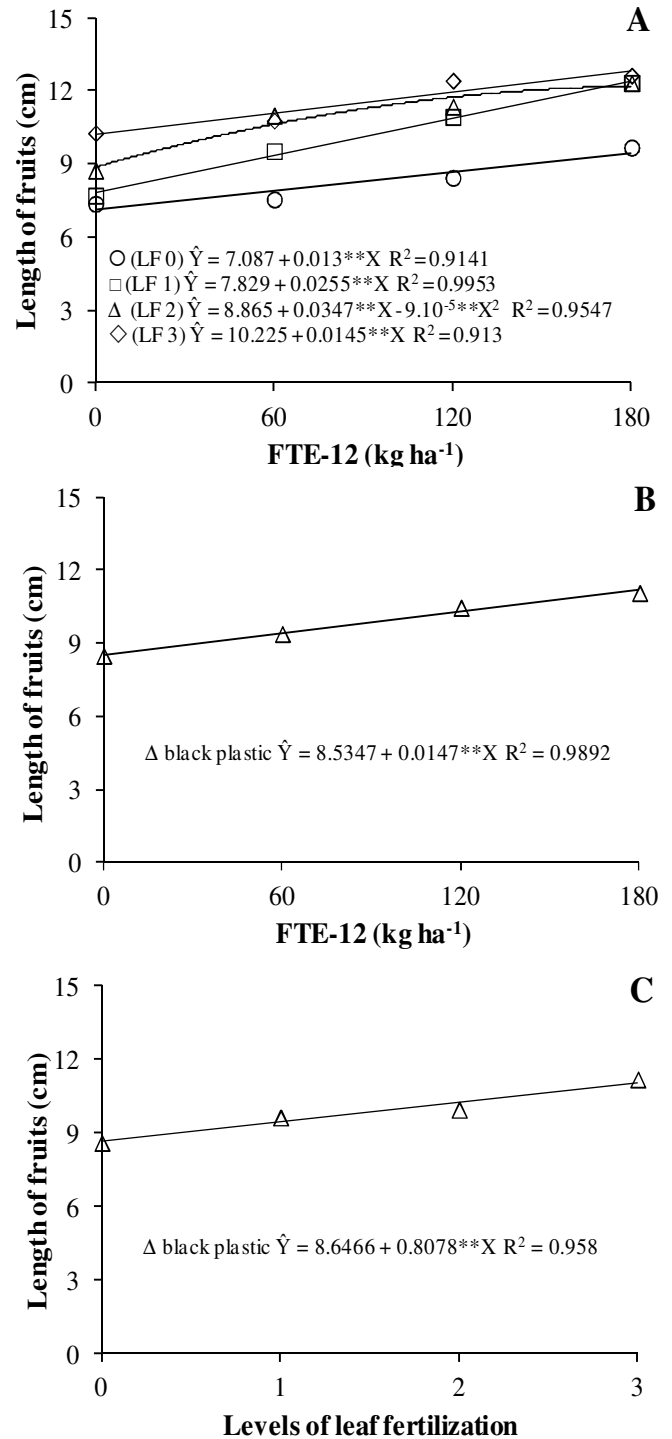 A
15
12
9
6
3
0
Length of fruits (cm)
○ (LF 0) Ŷ = 7.087 + 0.013**X R² = 0.9141
□ (LF 1) Ŷ = 7.829 + 0.0255**X R² = 0.9953
Δ (LF 2) Ŷ = 8.865 + 0.0347**X - 9.10⁻⁵**X² R² = 0.9547
◇ (LF 3) Ŷ = 10.225 + 0.0145**X R² = 0.913
0 60 120 180
FTE-12 (kg ha⁻¹)
B
15
12
9
6
3
0
Length of fruits (cm)
Δ black plastic Ŷ = 8.5347 + 0.0147**X R² = 0.9892
0 60 120 180
FTE-12 (kg ha⁻¹)
C
15
12
9
6
3
0
Length of fruits (cm)
Δ black plastic Ŷ = 8.6466 + 0.8078**X R² = 0.958
0 1 2 3
Levels of leaf fertilization